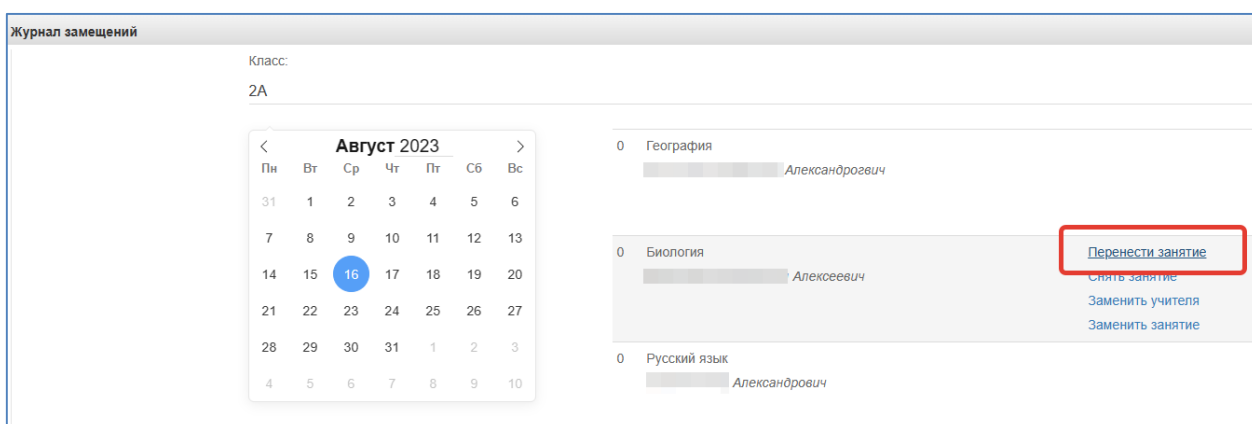 Журнал замещений
Класс:
2А
Август 2023
Пн Вт Ср Чт Пт Сб Вс
31 1 2 3 4 5 6
7 8 9 10 11 12 13
14 15 16 17 18 19 20
21 22 23 24 25 26 27
28 29 30 31 1 2 3
4 5 6 7 8 9 10
0 География
Александрогвич
0 Биология
Алексеевич
Перенести занятие
Снять занятие
Заменить учителя
Заменить занятие
0 Русский язык
Александрович